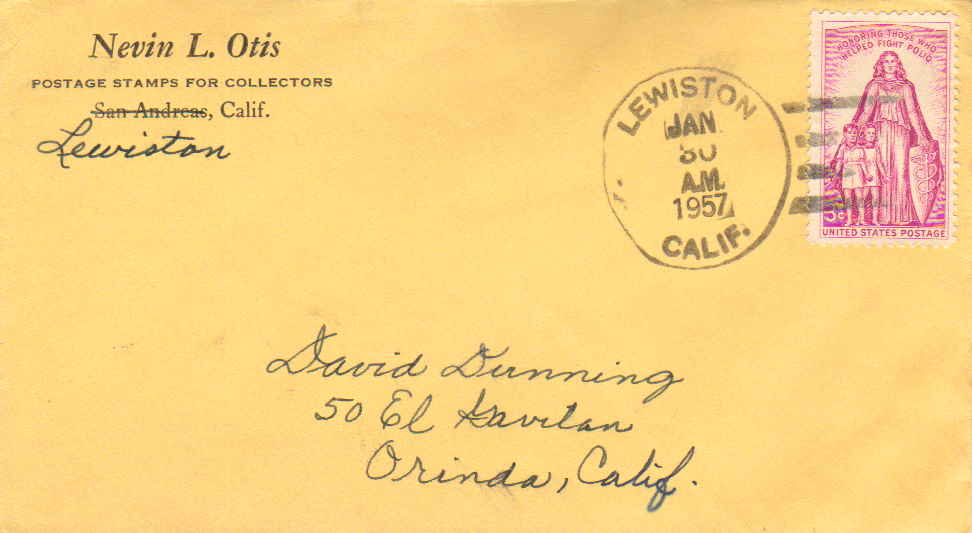 Nevin L. Otis
POSTAGE STAMPS FOR COLLECTORS
San Andreas, Calif.
Lewiston
LEWISTON
JAN
30
A.M.
1957
CALIF.
HONORING THOSE WHO
HELPED FIGHT POLIO
3¢
UNITED STATES POSTAGE
David Dunning
50 El Gavilan
Orinda, Calif.